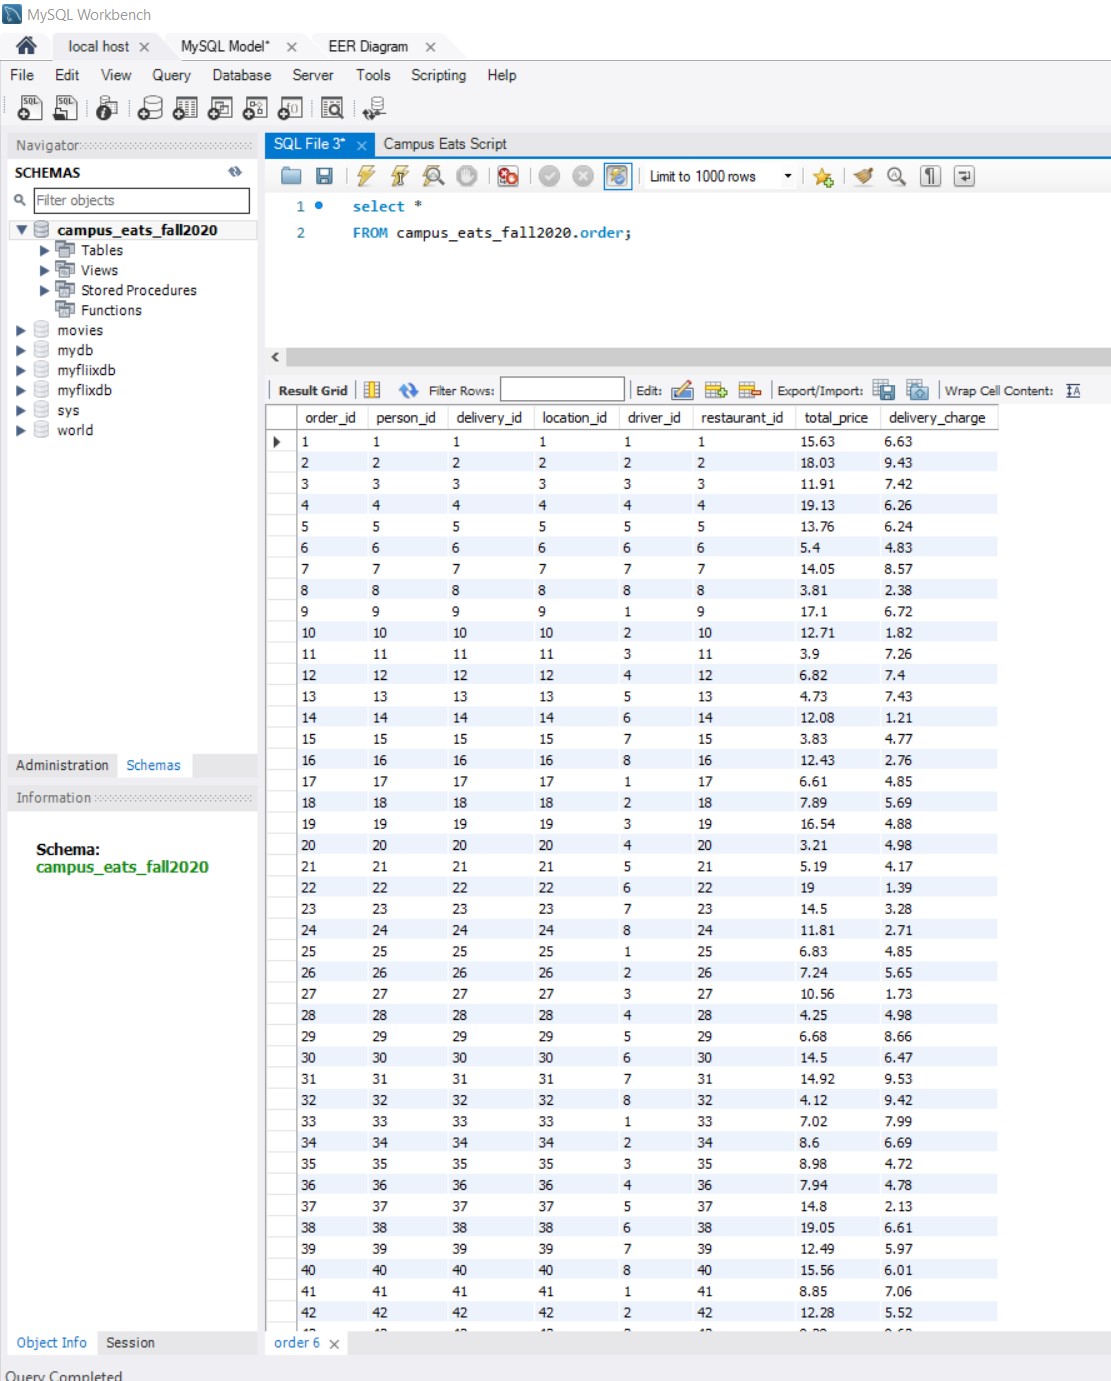 MySQL Workbench
local host MySQL Model* EER Diagram
File Edit View Query Database Server Tools Scripting Help
Navigator
SQL File 3* Campus Eats Script
SCHEMAS
Limit to 1000 rows
Filter objects
1 select *
2 FROM campus_eats_fall2020.order;
campus_eats_fall2020
Tables
Views
Stored Procedures
Functions
movies
mydb
myfliixdb
myflixdb
sys
world
Administration Schemas
Information
Schema:
campus_eats_fall2020
Result Grid Filter Rows: Edit: Export/Import: Wrap Cell Content:
order_id person_id delivery_id location_id driver_id restaurant_id total_price delivery_charge
1 1 1 1 1 1 15.63 6.63
2 2 2 2 2 2 18.03 9.43
3 3 3 3 3 3 11.91 7.42
4 4 4 4 4 4 19.13 6.26
5 5 5 5 5 5 13.76 6.24
6 6 6 6 6 6 5.4 4.83
7 7 7 7 7 7 14.05 8.57
8 8 8 8 8 8 3.81 2.38
9 9 9 9 1 9 17.1 6.72
10 10 10 10 2 10 12.71 1.82
11 11 11 11 3 11 3.9 7.26
12 12 12 12 4 12 6.82 7.4
13 13 13 13 5 13 4.73 7.43
14 14 14 14 6 14 12.08 1.21
15 15 15 15 7 15 3.83 4.77
16 16 16 16 8 16 12.43 2.76
17 17 17 17 1 17 6.61 4.85
18 18 18 18 2 18 7.89 5.69
19 19 19 19 3 19 16.54 4.88
20 20 20 20 4 20 3.21 4.98
21 21 21 21 5 21 5.19 4.17
22 22 22 22 6 22 19 1.39
23 23 23 23 7 23 14.5 3.28
24 24 24 24 8 24 11.81 2.71
25 25 25 25 1 25 6.83 4.85
26 26 26 26 2 26 7.24 5.65
27 27 27 27 3 27 10.56 1.73
28 28 28 28 4 28 4.25 4.98
29 29 29 29 5 29 6.68 8.66
30 30 30 30 6 30 14.5 6.47
31 31 31 31 7 31 14.92 9.53
32 32 32 32 8 32 4.12 9.42
33 33 33 33 1 33 7.02 7.99
34 34 34 34 2 34 8.6 6.69
35 35 35 35 3 35 8.98 4.72
36 36 36 36 4 36 7.94 4.78
37 37 37 37 5 37 14.8 2.13
38 38 38 38 6 38 19.05 6.61
39 39 39 39 7 39 12.49 5.97
40 40 40 40 8 40 15.56 6.01
41 41 41 41 1 41 8.85 7.06
42 42 42 42 2 42 12.28 5.52
Object Info Session
order 6
Query Completed